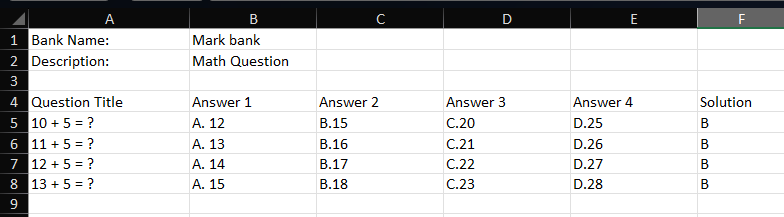 A B C D E F
1 Bank Name: Mark bank
2 Description: Math Question
3
4 Question Title Answer 1 Answer 2 Answer 3 Answer 4 Solution
5 10 + 5 = ? A. 12 B.15 C.20 D.25 B
6 11 + 5 = ? A. 13 B.16 C.21 D.26 B
7 12 + 5 = ? A. 14 B.17 C.22 D.27 B
8 13 + 5 = ? A. 15 B.18 C.23 D.28 B
9